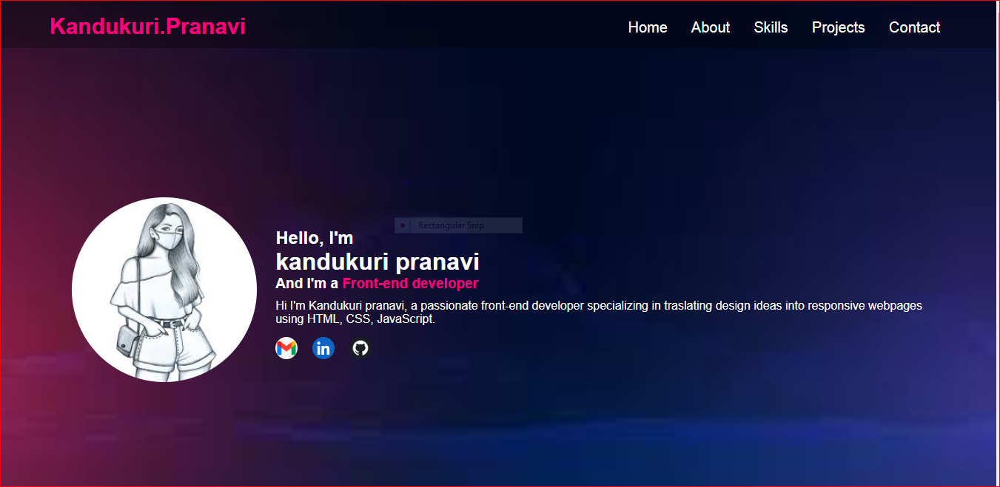 Kandukuri.Pranavi
Home About Skills Projects Contact
Rectangular Snip
Hello, I'm
kandukuri pranavi
And I'm a Front-end developer
Hi I'm Kandukuri pranavi, a passionate front-end developer specializing in traslating design ideas into responsive webpages
using HTML, CSS, JavaScript.
in